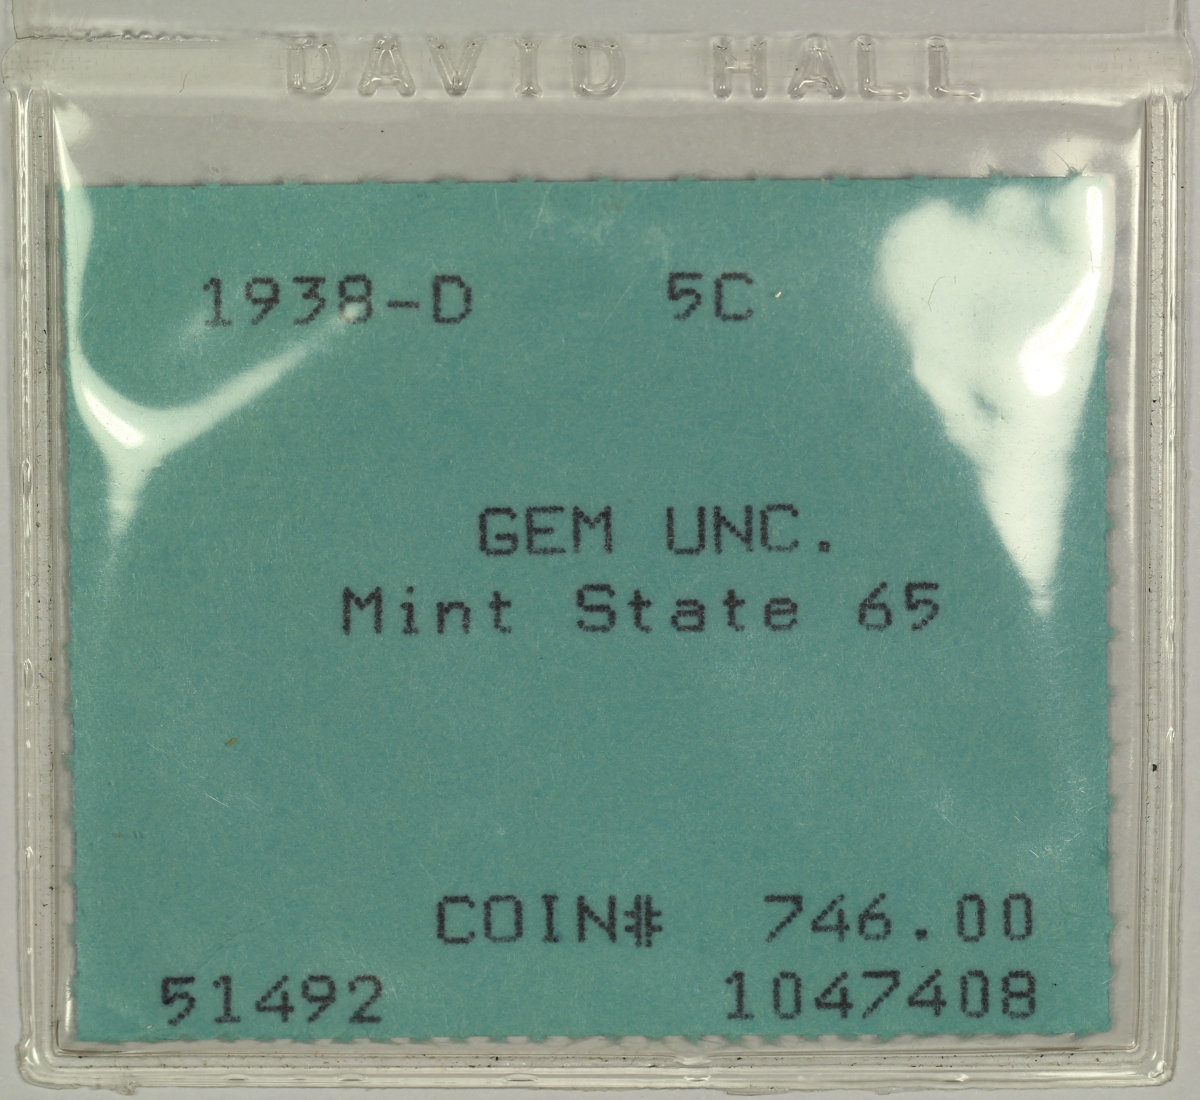 DAVID HALL
1938-D 5C
GEM UNC.
Mint State 65
COIN# 746.00
51492 1047408